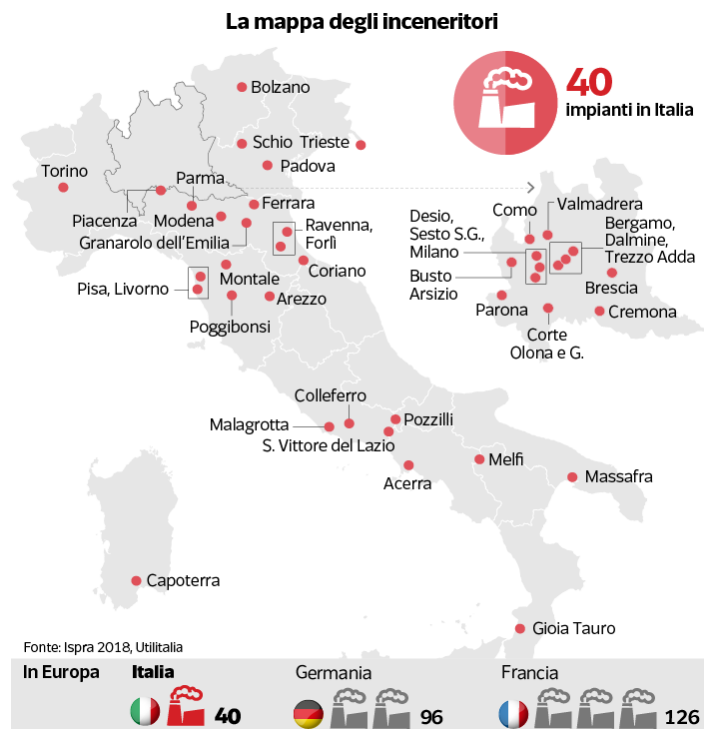 La mappa degli inceneritori
40
impianti in Italia
Bolzano
Schio
Trieste
Padova
Torino
Parma
Piacenza
Modena
Granarolo dell'Emilia
Ferrara
Ravenna,
Forlì
Coriano
Pisa, Livorno
Montale
Arezzo
Poggibonsi
Como
Valmadrera
Desio,
Sesto S.G.,
Milano
Bergamo,
Dalmine,
Trezzo Adda
Busto
Arsizio
Brescia
Parona
Cremona
Corte
Olona e G.
Colleferro
Malagrotta
Pozzilli
S. Vittore del Lazio
Acerra
Melfi
Massafra
Capoterra
Gioia Tauro
Fonte: Ispra 2018, Utilitalia
In Europa
Italia
40
Germania
96
Francia
126